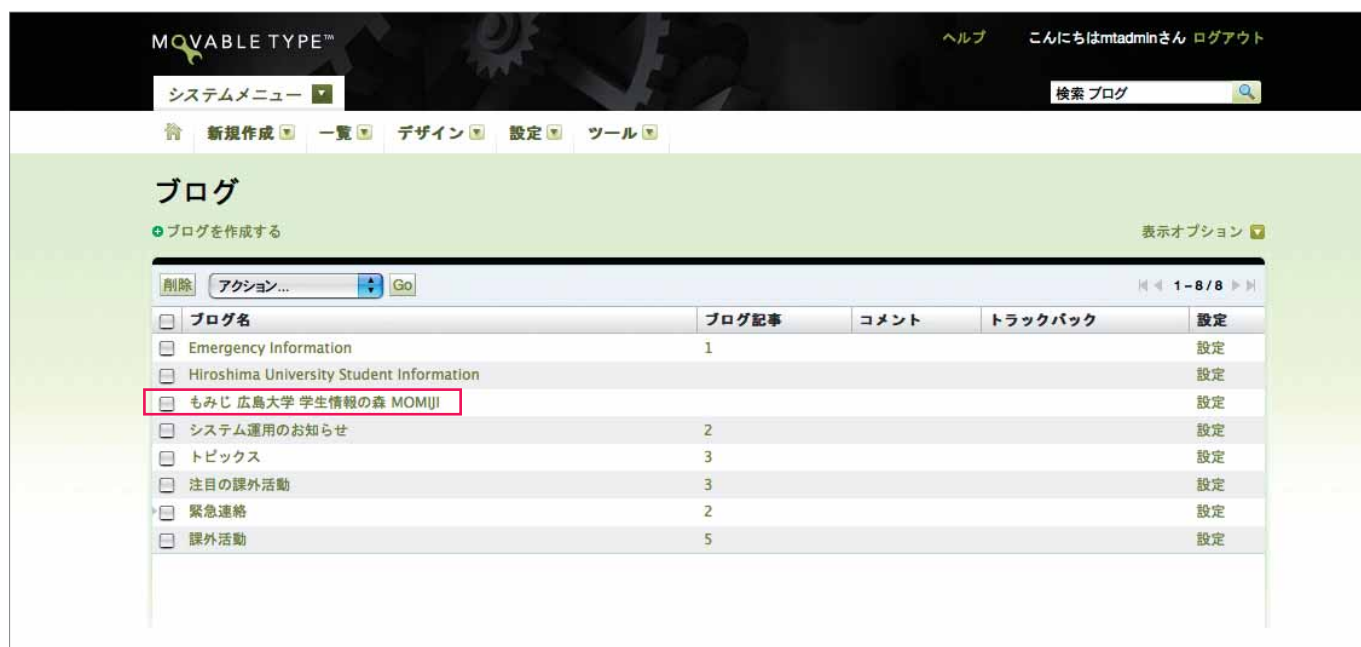 MOVABLE TYPE™
ヘルプ こんにちはmtadminさん ログアウト
システムメニュー
検索 ブログ
新規作成 一覧 デザイン 設定 ツール
ブログ
ブログを作成する
表示オプション
削除 アクション... Go
1-8/8
ブログ名 ブログ記事 コメント トラックバック 設定
Emergency Information 1 設定
Hiroshima University Student Information 設定
もみじ 広島大学 学生情報の森 MOMIJI 設定
システム運用のお知らせ 2 設定
トピックス 3 設定
注目の課外活動 3 設定
緊急連絡 2 設定
課外活動 5 設定